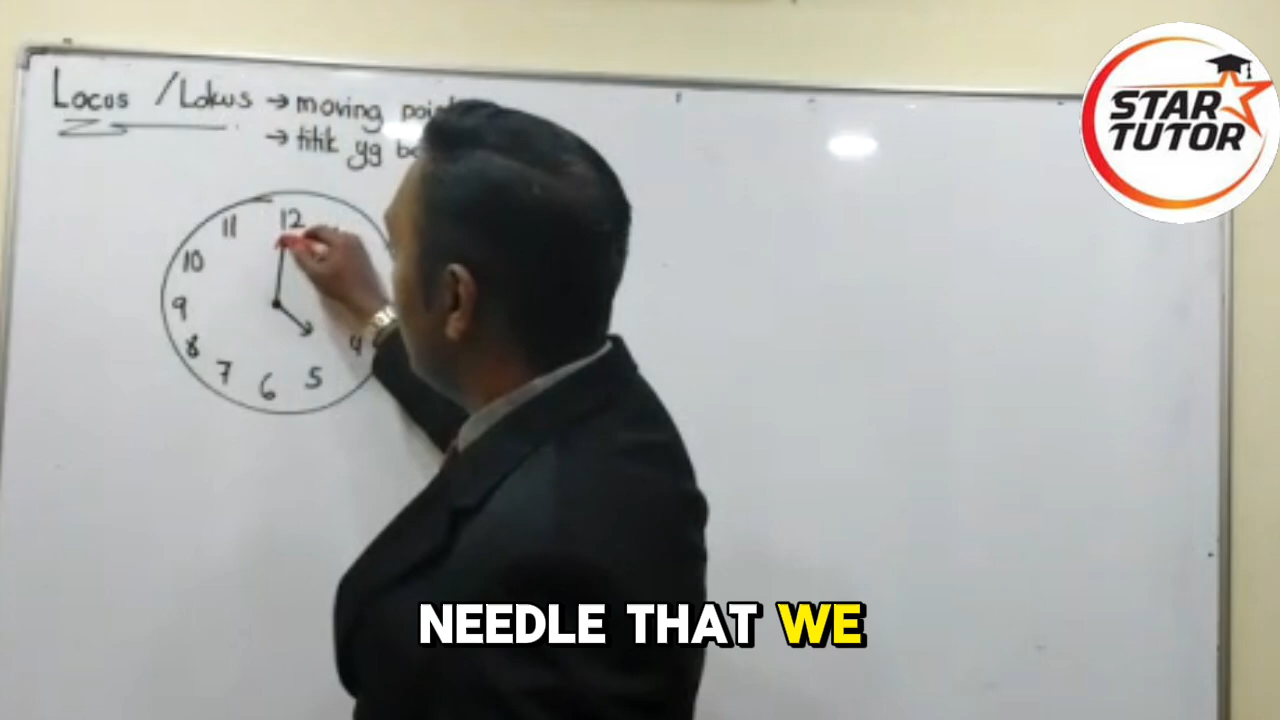 Locus / Lokus → moving
→ titik yg
12
11
10
9
8
7
6
5
4
STAR
TUTOR
NEEDLE THAT WE